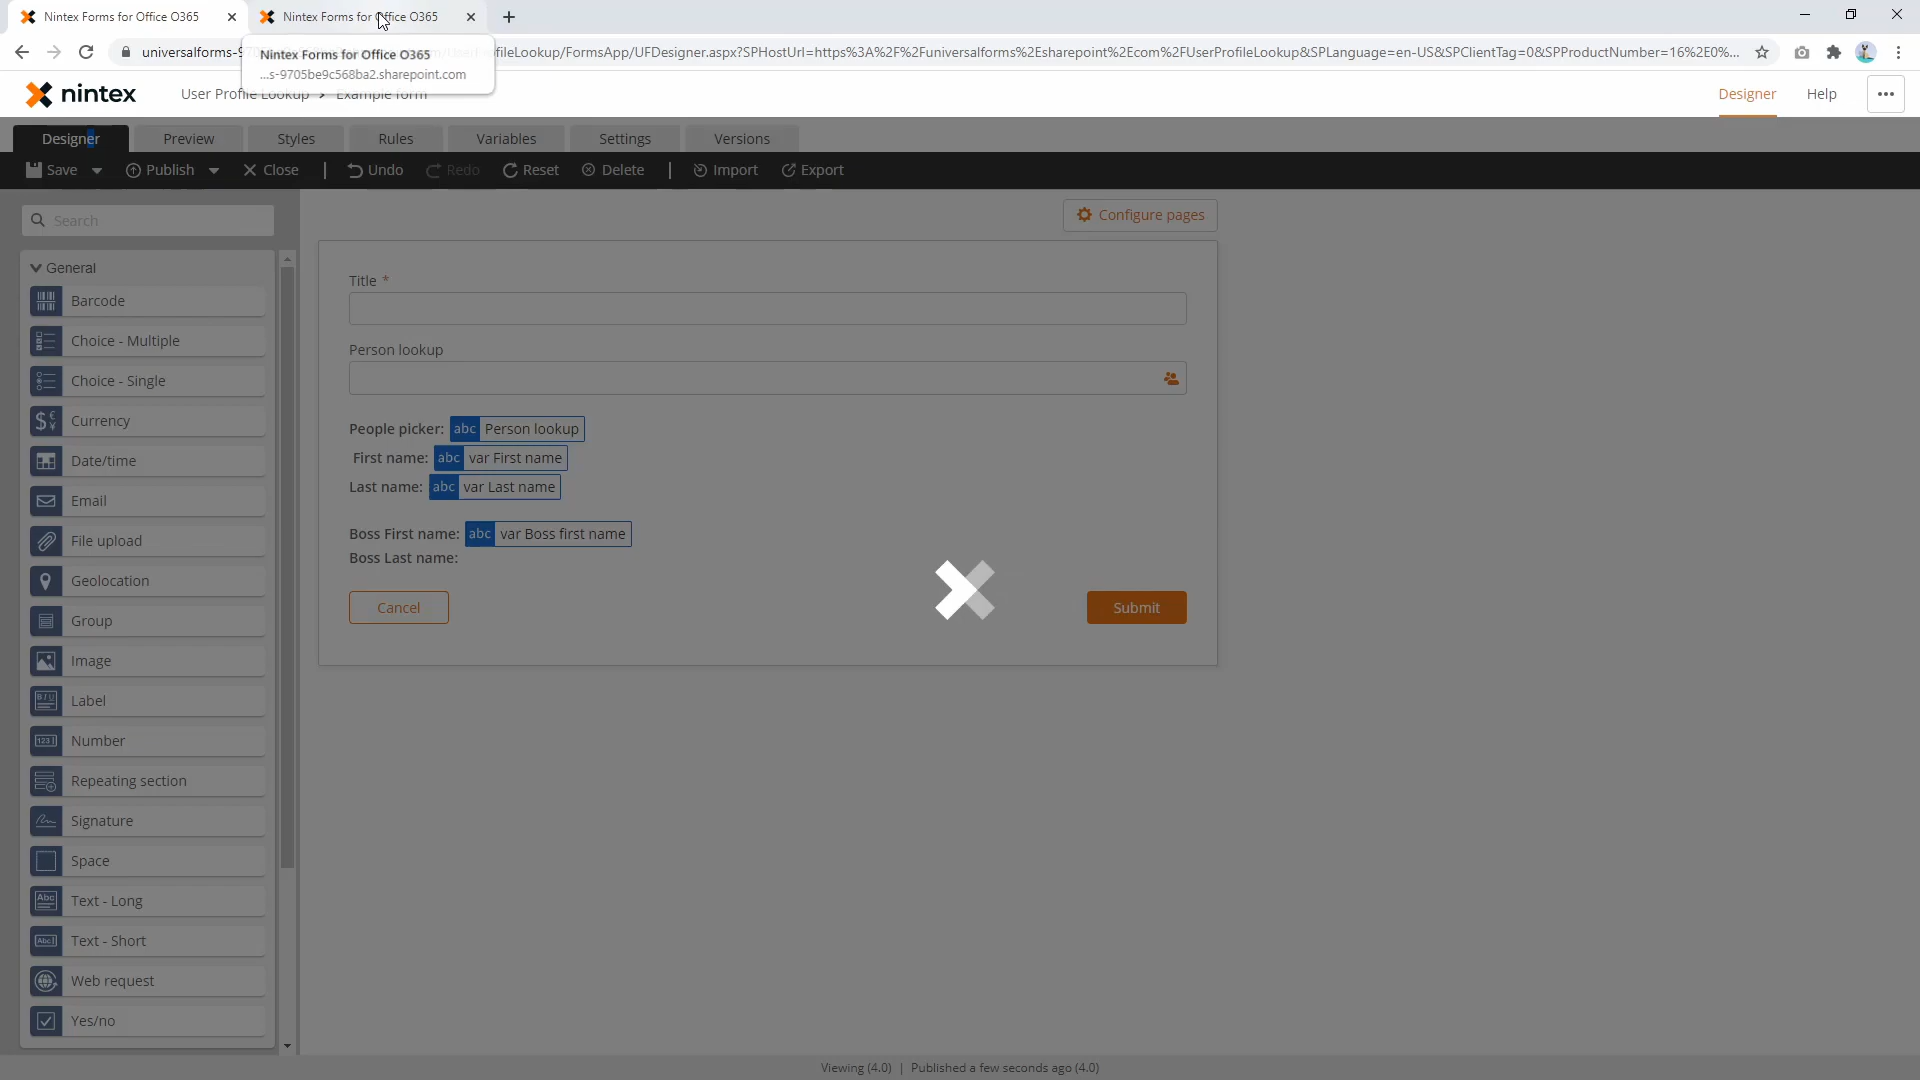 Nintex Forms for Office O365
Nintex Forms for Office O365
universalforms-9
ileLookup/FormsApp/UFDesigner.aspx?SPHostUrl=https%3A%2F%2Funiversalforms%2Esharepoint%2Ecom%2FUserProfileLookup&SPLanguage=en-US&SPClientTag=0&SPProductNumber=16%2E0%...
Nintex Forms for Office O365
...s-9705be9c568ba2.sharepoint.com
nintex
User Profile Lookup > Example form
Designer
Help
Designer
Preview
Styles
Rules
Variables
Settings
Versions
Save
Publish
Close
Undo
Redo
Reset
Delete
Import
Export
Search
Configure pages
General
Barcode
Choice - Multiple
Choice - Single
Currency
Date/time
Email
File upload
Geolocation
Group
Image
Label
Number
Repeating section
Signature
Space
Text - Long
Text - Short
Web request
Yes/no
Title *
Person lookup
People picker: abc Person lookup
First name: abc var First name
Last name: abc var Last name
Boss First name: abc var Boss first name
Boss Last name:
Cancel
Submit
Viewing (4.0) | Published a few seconds ago (4.0)